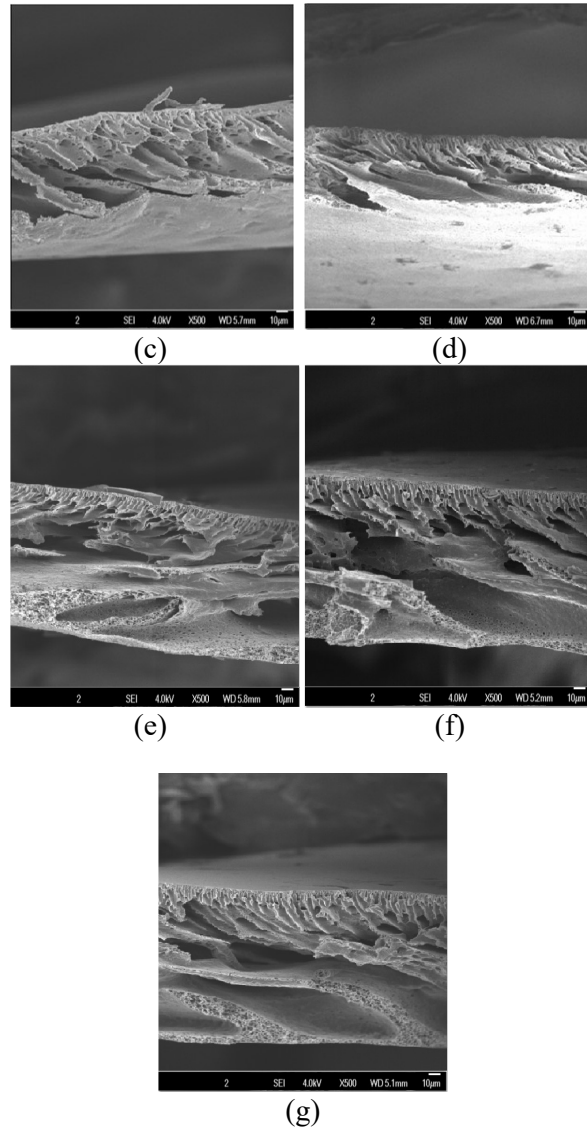 2 SEI 4.0kV X500 WD 5.7mm 10μm
2 SEI 4.0kV X500 WD 6.7mm 10μm
(c) (d)
2 SEI 4.0kV X500 WD 5.8mm 10μm
2 SEI 4.0kV X500 WD 5.2mm 10μm
(e) (f)
2 SEI 4.0kV X500 WD 5.1mm 10μm
(g)